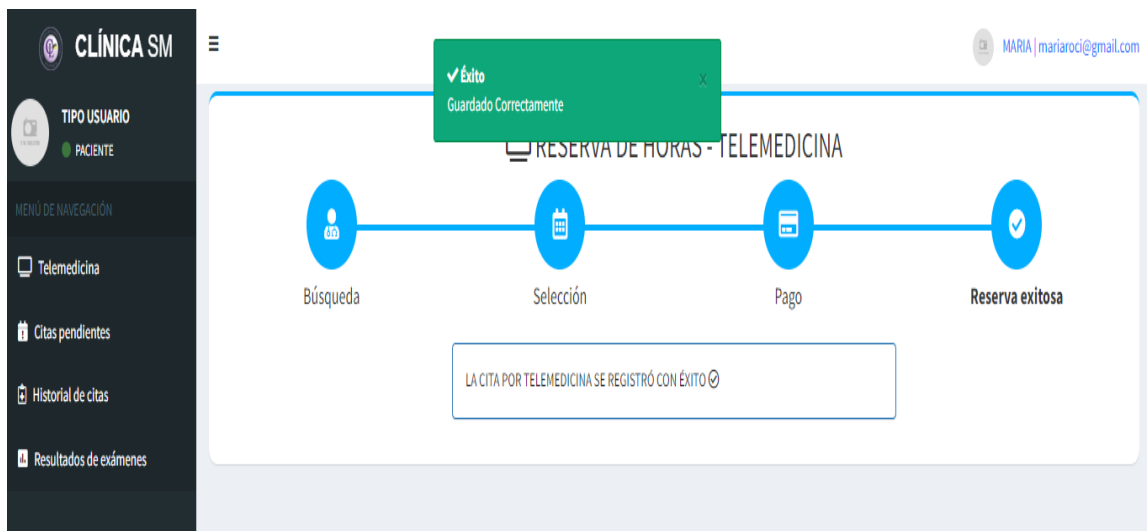 CLÍNICA SM
MARIA | mariaroci@gmail.com
TIPO USUARIO
PACIENTE
MENÚ DE NAVEGACIÓN
Telemedicina
Citas pendientes
Historial de citas
Resultados de exámenes
Éxito
x
Guardado Correctamente
RESERVA DE HORAS - TELEMEDICINA
Búsqueda
Selección
Pago
Reserva exitosa
LA CITA POR TELEMEDICINA SE REGISTRÓ CON ÉXITO